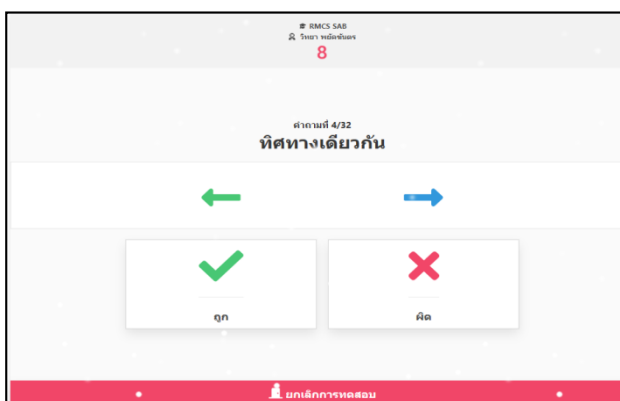 RMCS SAB
วิทยา พยัคฆันตร
8
คำถามที่ 4/32
ทิศทางเดียวกัน
ถูก
ผิด
ยกเลิกการทดสอบ